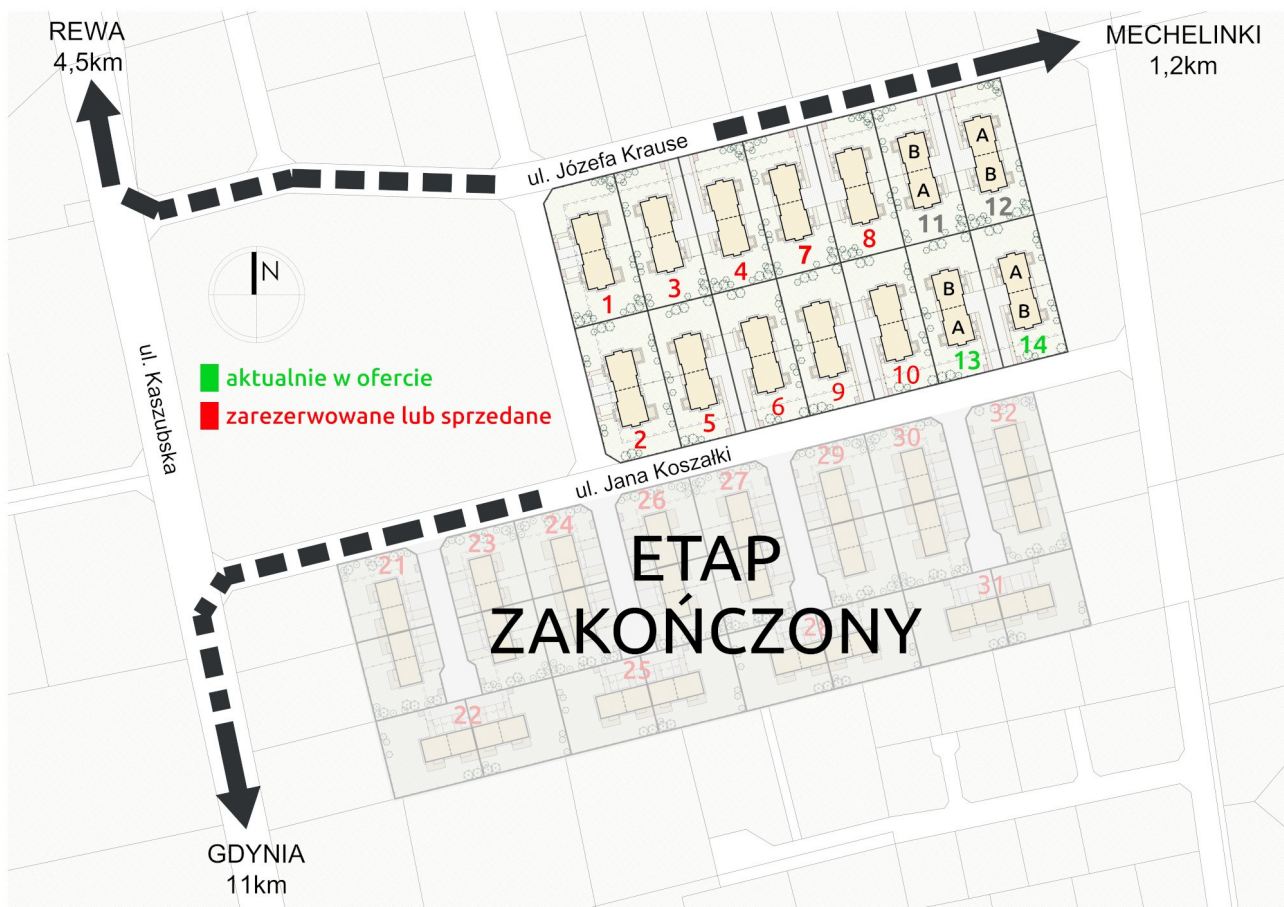 REWA
4,5km
MECHELINKI
1,2km
ul. Józefa Krause
B
A
A
B
11
12
1
3
4
7
8
N
ul. Kaszubska
aktualnie w ofercie
zarezerwowane lub sprzedane
B
A
A
B
2
5
6
9
10
13
14
ul. Jana Koszałki
21
23
24
26
27
29
30
32
ETAP
ZAKOŃCZONY
22
25
28
31
GDYNIA
11km